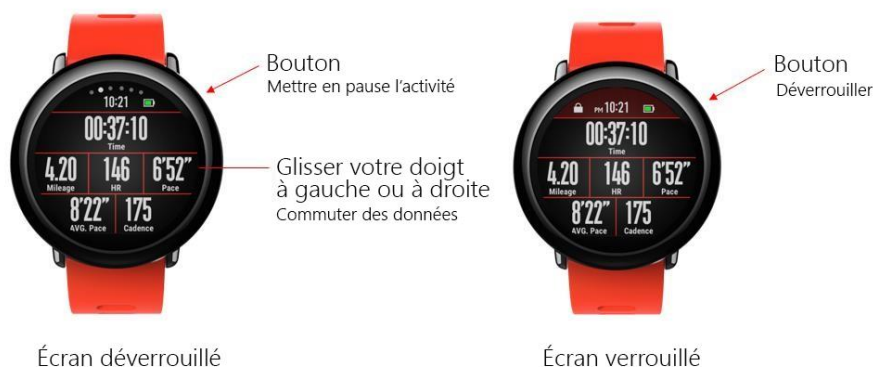 Bouton
Mettre en pause l'activité
10:21
00:37:10
Time
4.20 146 6'52"
Mileage HR Pace
8'22" 175
AVG. Pace Cadence
Glisser votre doigt
à gauche ou à droite
Commuter des données
Écran déverrouillé
Bouton
Déverrouiller
PM 10:21
00:37:10
Time
4.20 146 6'52"
Mileage HR Pace
8'22" 175
AVG. Pace Cadence
Écran verrouillé